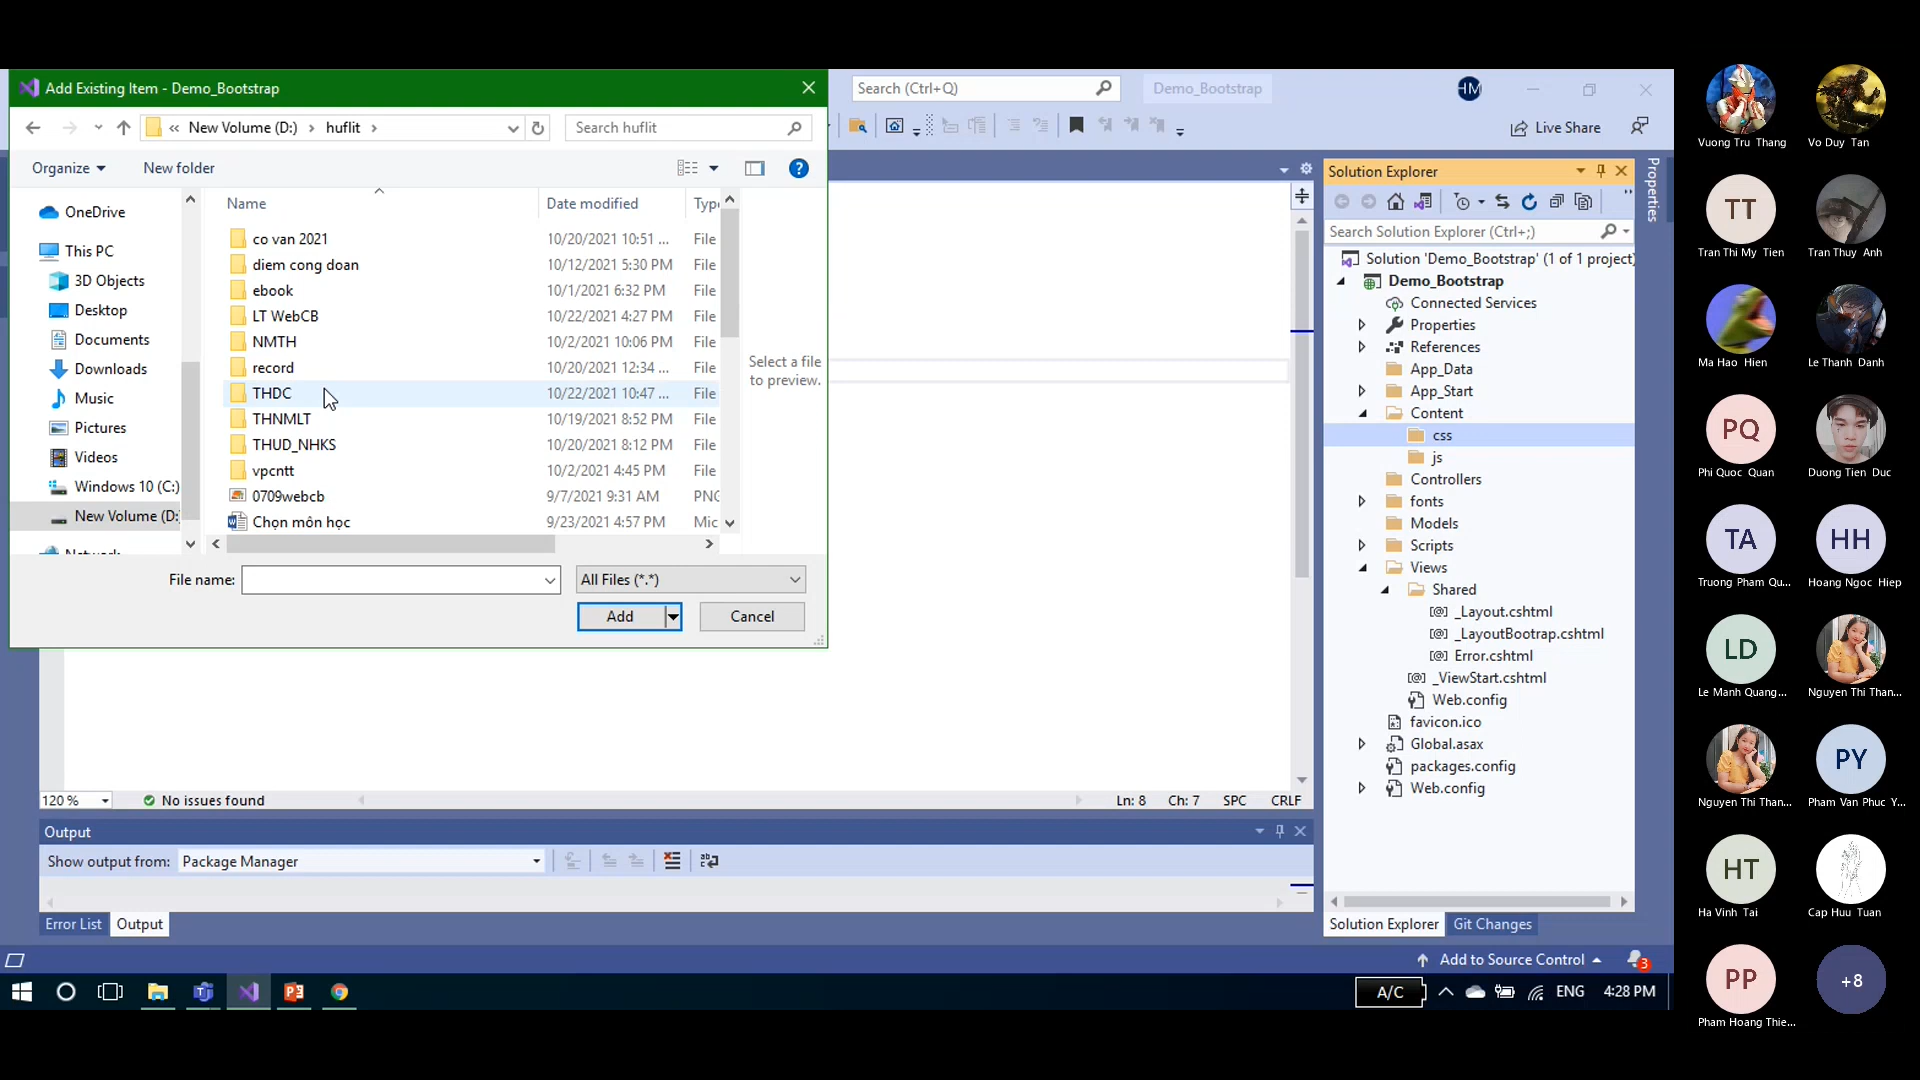 Add Existing Item - Demo_Bootstrap
« New Volume (D:) › huflit ›
Search huflit
Organize
New folder
OneDrive
This PC
3D Objects
Desktop
Documents
Downloads
Music
Pictures
Videos
Windows 10 (C:)
New Volume (D:
Network
Name Date modified Typ
co van 2021 10/20/2021 10:51 ... File
diem cong doan 10/12/2021 5:30 PM File
ebook 10/1/2021 6:32 PM File
LT WebCB 10/22/2021 4:27 PM File
NMTH 10/2/2021 10:06 PM File
record 10/20/2021 12:34 ... File
THDC 10/22/2021 10:47 ... File
THNMLT 10/19/2021 8:52 PM File
THUD_NHKS 10/20/2021 8:12 PM File
vpcntt 10/2/2021 4:45 PM File
0709webcb 9/7/2021 9:31 AM PNG
Chọn môn học 9/23/2021 4:57 PM Mic
Select a file
to preview.
File name:
All Files (*.*)
Add
Cancel
Search (Ctrl+Q)
Demo_Bootstrap
HM
Live Share
Properties
Solution Explorer
Search Solution Explorer (Ctrl+;)
Solution 'Demo_Bootstrap' (1 of 1 project)
Demo_Bootstrap
Connected Services
Properties
References
App_Data
App_Start
Content
css
js
Controllers
fonts
Models
Scripts
Views
Shared
_Layout.cshtml
_LayoutBootrap.cshtml
Error.cshtml
_ViewStart.cshtml
Web.config
favicon.ico
Global.asax
packages.config
Web.config
Solution Explorer
Git Changes
120 %
No issues found
Ln: 8 Ch: 7 SPC CRLF
Output
Show output from: Package Manager
Error List
Output
Add to Source Control
3
A/C
ENG
4:28 PM
Vuong Tru Thang
Vo Duy Tan
TT
Tran Thi My Tien
Tran Thuy Anh
Ma Hao Hien
Le Thanh Danh
PQ
Phi Quoc Quan
Duong Tien Duc
TA
Truong Pham Qu...
HH
Hoang Ngoc Hiep
LD
Le Manh Quang...
Nguyen Thi Than...
Nguyen Thi Than...
PY
Pham Van Phuc Y...
HT
Ha Vinh Tai
Cap Huu Tuan
PP
Pham Hoang Thie...
+8